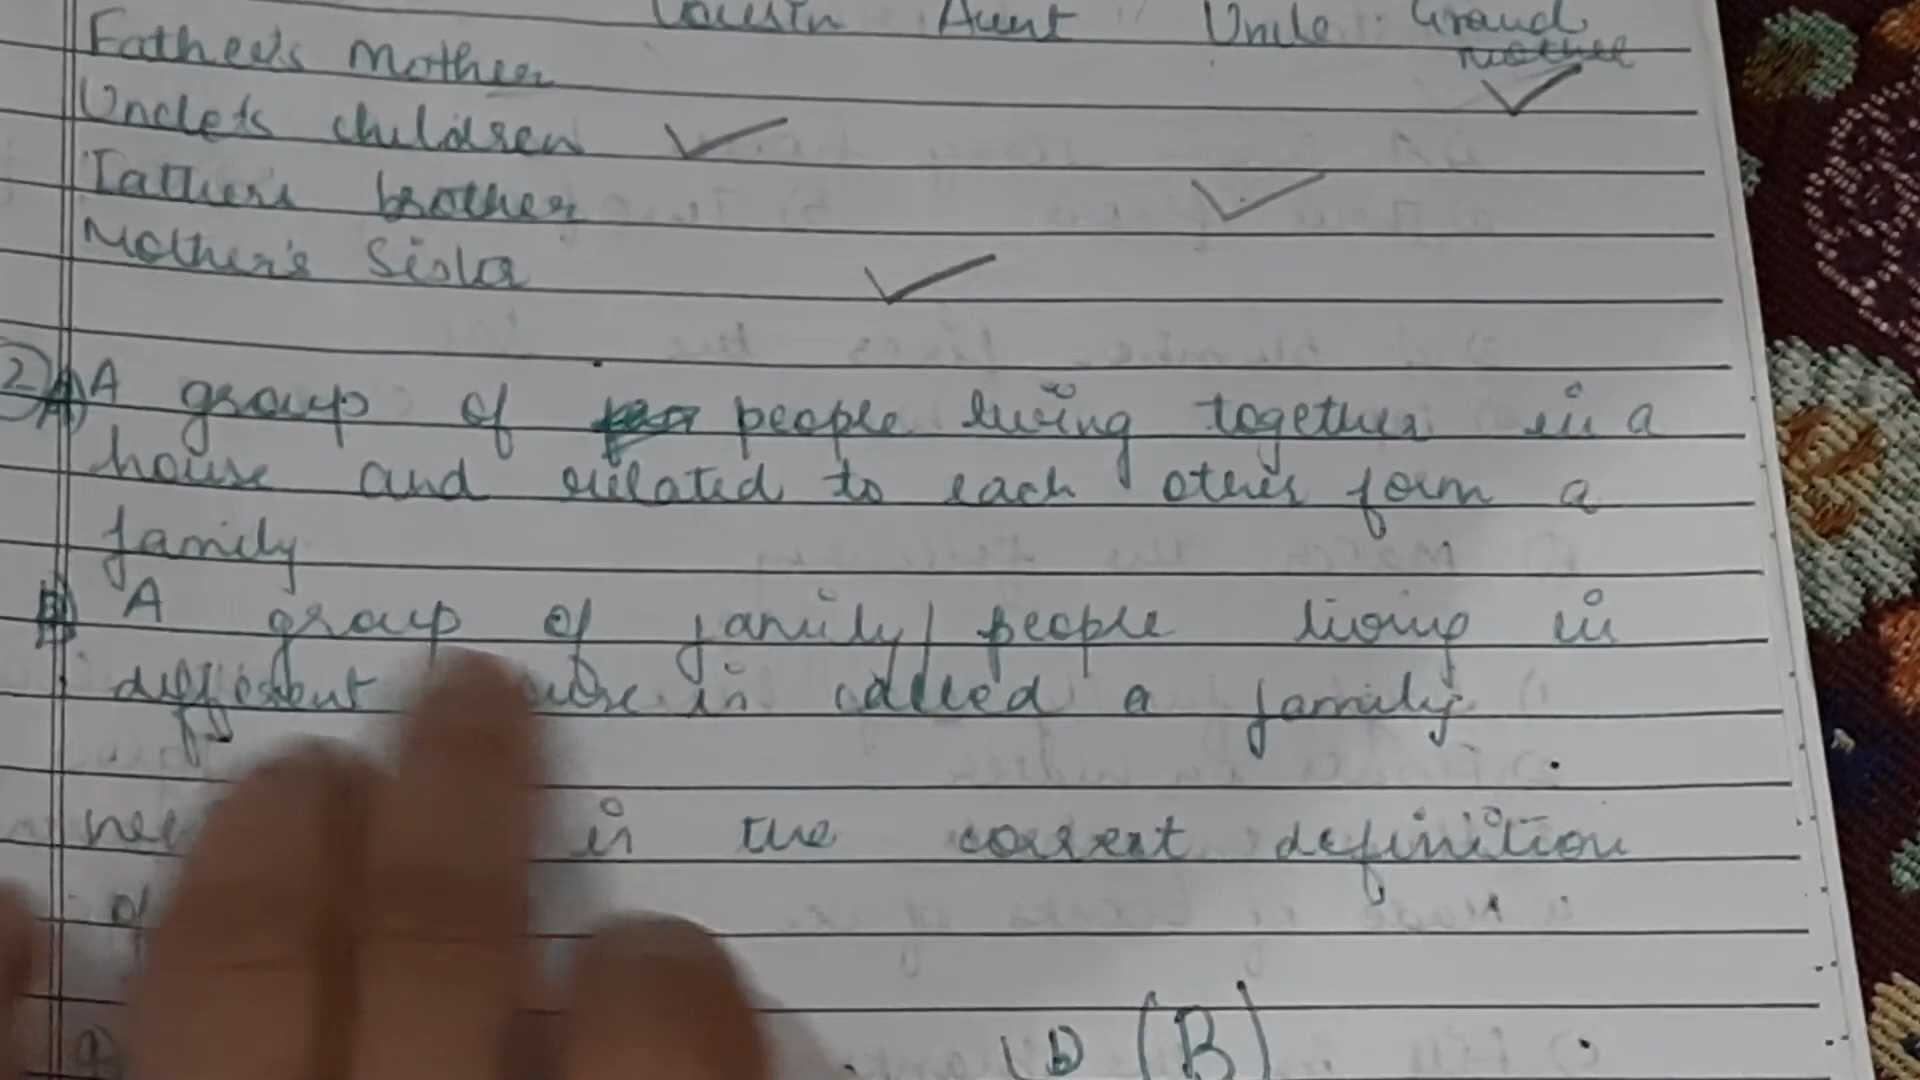 Cousin Aunt Uncle Grand
Mother
Father's Mother
Uncle's children
Father's brother
Mother's Sister
2 A) A group of people living together in a
house and related to each other form a
family
B) A group of family/people living in
different in called a family.
in the correct definition
of
a) b) (B)